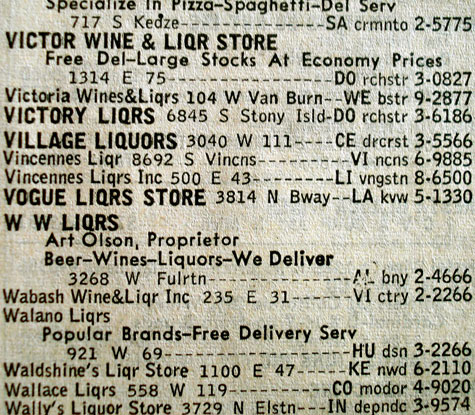 Specialize In Pizza-Spaghetti-Del Serv
717 S Kedze----------------SA crmnto 2-5775
VICTOR WINE & LIQR STORE
Free Del-Large Stocks At Economy Prices
1314 E 75------------------DO rchstr 3-0827
Victoria Wines&Liqrs 104 W Van Burn--WE bstr 9-2877
VICTORY LIQRS 6845 S Stony Isld-DO rchstr 3-6186
VILLAGE LIQUORS 3040 W 111----CE drcrst 3-5566
Vincennes Liqr 8692 S Vincns---------VI ncns 6-9885
Vincennes Liqrs Inc 500 E 43--------LI vngstn 8-6500
VOGUE LIQRS STORE 3814 N Bway--LA kvw 5-1330
W W LIQRS
Art Olson, Proprietor
Beer-Wines-Liquors-We Deliver
3268 W Fulrtn----------------AL bny 2-4666
Wabash Wine&Liqr Inc 235 E 31------VI ctry 2-2266
Walano Liqrs
Popular Brands-Free Delivery Serv
921 W 69-------------------HU dsn 3-2266
Waldshine's Liqr Store 1100 E 47----KE nwd 6-2110
Wallace Liqrs 558 W 119----------CO modor 4-9020
Wally's Liquor Store 3729 N Elstn---IN depndc 3-9574